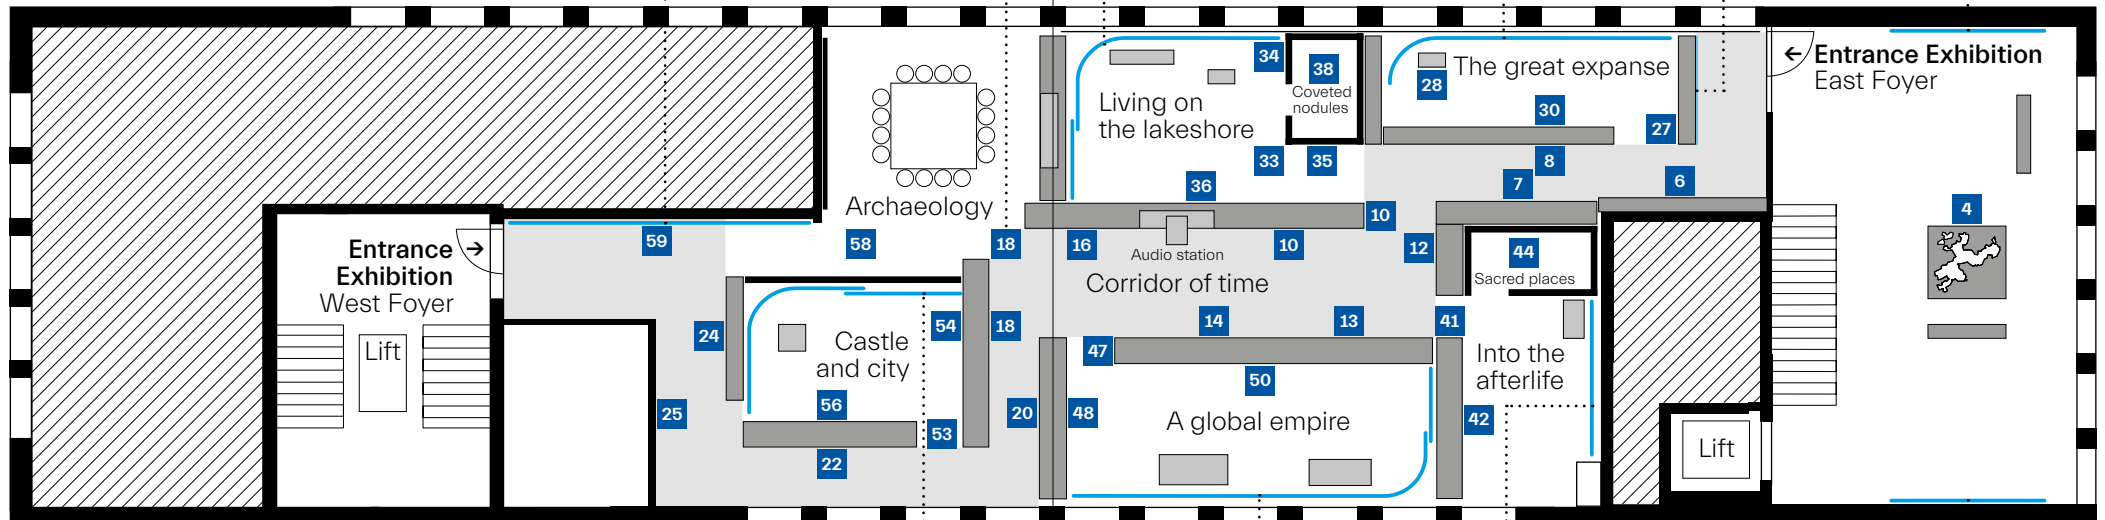 34
38
Coveted
nodules
28
The great expanse
Entrance Exhibition
East Foyer
Living on
the lakeshore
30
27
33
35
8
36
7
6
Archaeology
10
4
59
58
18
16
Audio station
10
12
44
Sacred places
Entrance
Exhibition
West Foyer
Corridor of time
24
54
18
14
13
41
Lift
Castle
and city
47
Into the
afterlife
50
25
56
20
48
A global empire
42
53
22
Lift